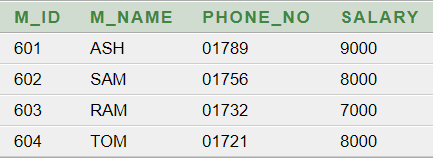 M_ID M_NAME PHONE_NO SALARY
601 ASH 01789 9000
602 SAM 01756 8000
603 RAM 01732 7000
604 TOM 01721 8000